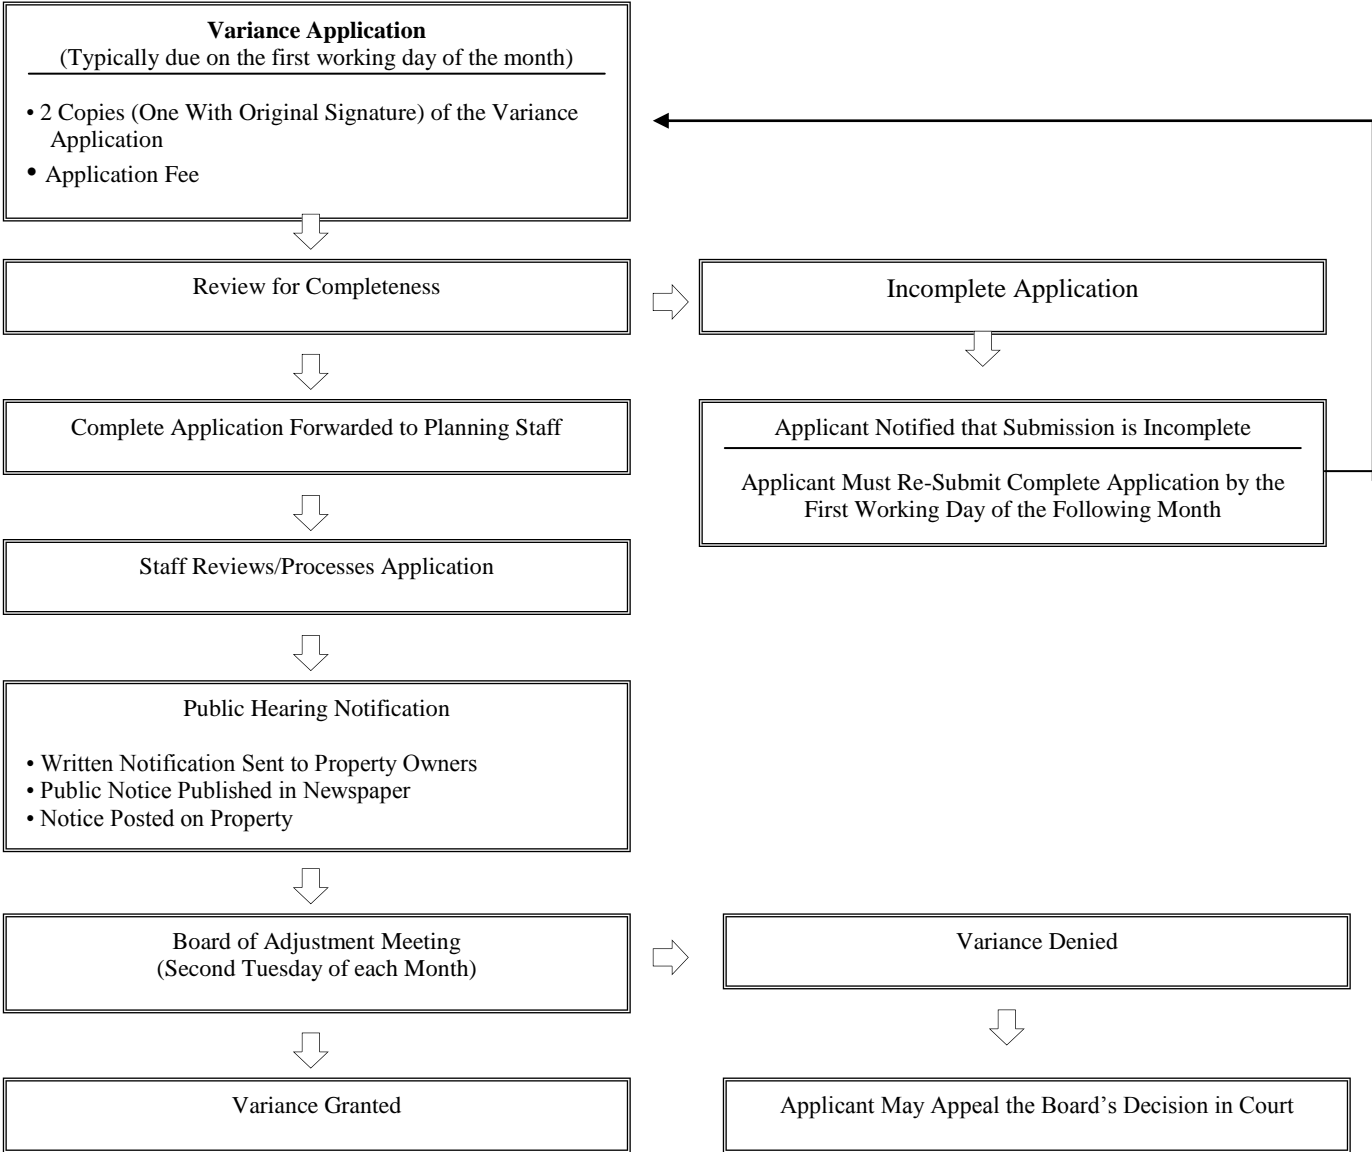 Variance Application
(Typically due on the first working day of the month)
• 2 Copies (One With Original Signature) of the Variance
Application
• Application Fee
Review for Completeness
Incomplete Application
Complete Application Forwarded to Planning Staff
Applicant Notified that Submission is Incomplete
Applicant Must Re-Submit Complete Application by the
First Working Day of the Following Month
Staff Reviews/Processes Application
Public Hearing Notification
• Written Notification Sent to Property Owners
• Public Notice Published in Newspaper
• Notice Posted on Property
Board of Adjustment Meeting
(Second Tuesday of each Month)
Variance Denied
Variance Granted
Applicant May Appeal the Board’s Decision in Court